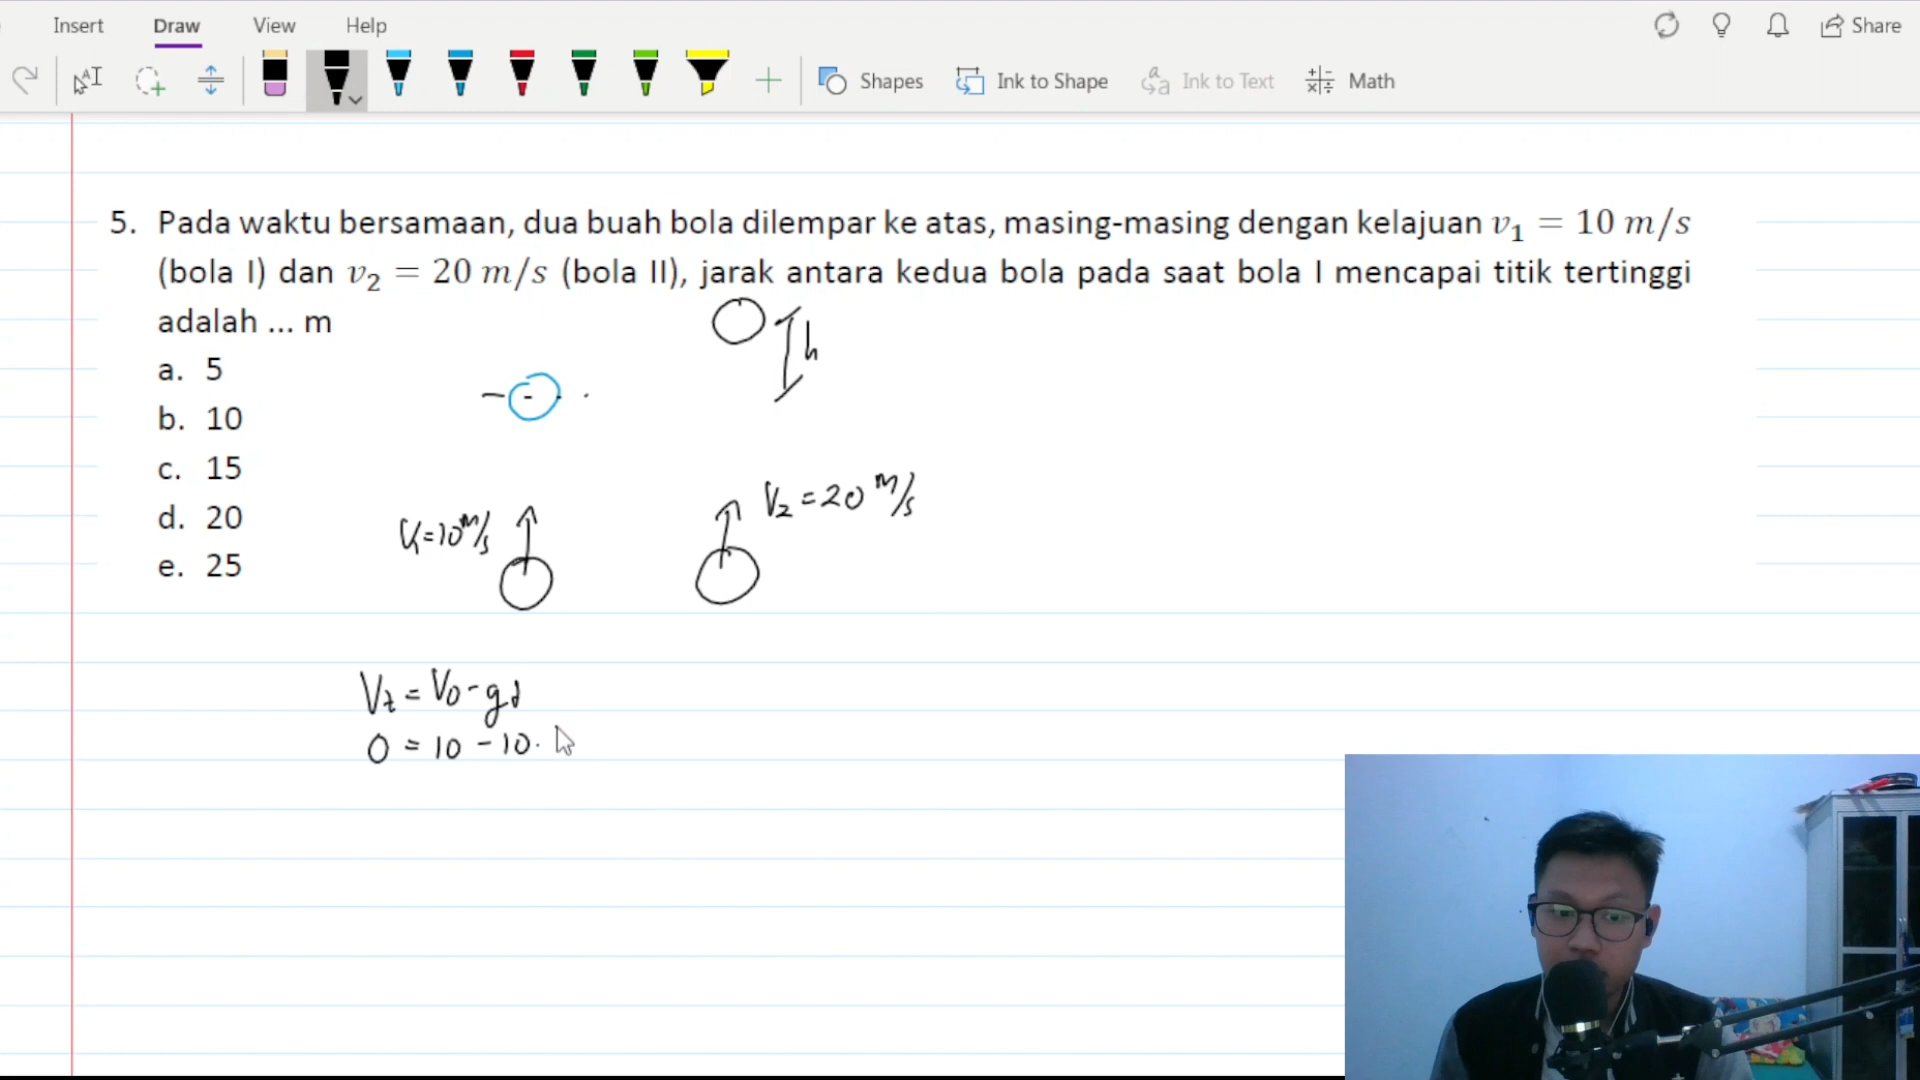 Insert Draw View Help Share
Shapes Ink to Shape Ink to Text Math
5. Pada waktu bersamaan, dua buah bola dilempar ke atas, masing-masing dengan kelajuan v₁ = 10 m/s
(bola I) dan v₂ = 20 m/s (bola II), jarak antara kedua bola pada saat bola I mencapai titik tertinggi
adalah ... m
a. 5
b. 10
c. 15
d. 20
e. 25
h
V₁=10 m/s
V₂=20 m/s
Vt = V0 - gt
0 = 10 - 10.